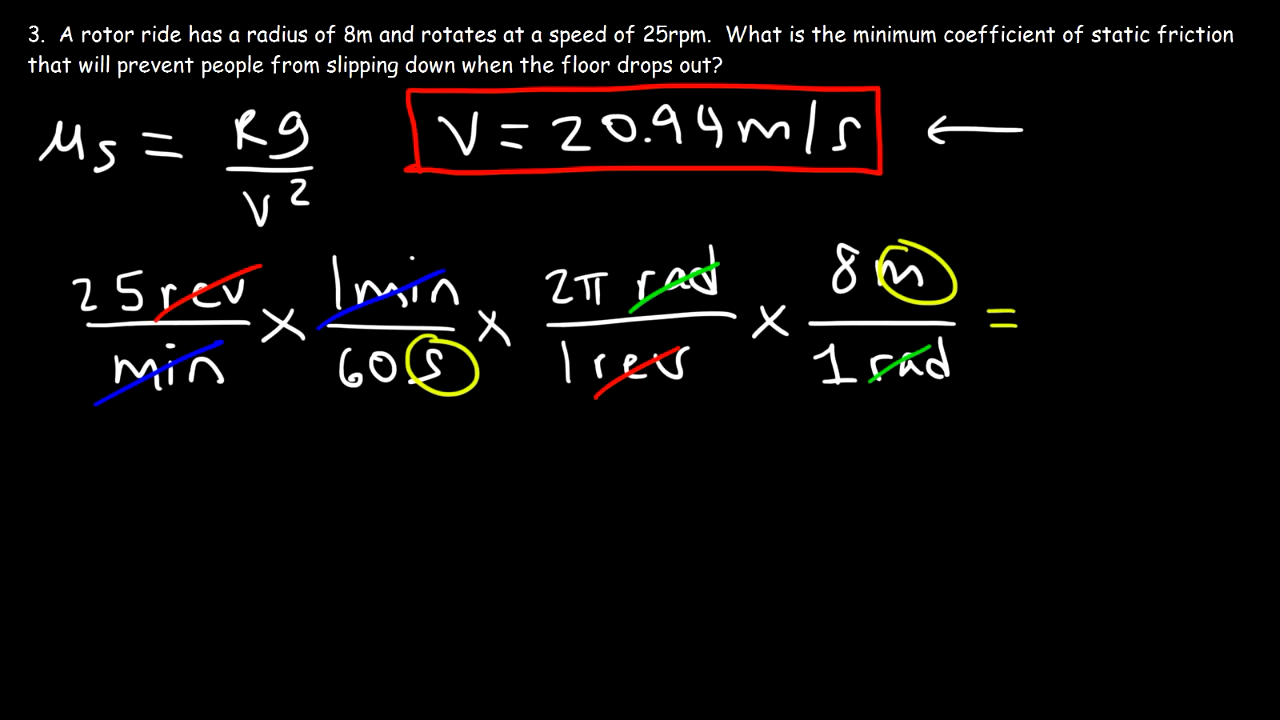 3. A rotor ride has a radius of 8m and rotates at a speed of 25rpm. What is the minimum coefficient of static friction
that will prevent people from slipping down when the floor drops out?
μs = Rg / v²
V = 20.94 m/s ←
25 rev / min × 1 min / 60 s × 2π rad / 1 rev × 8 m / 1 rad =